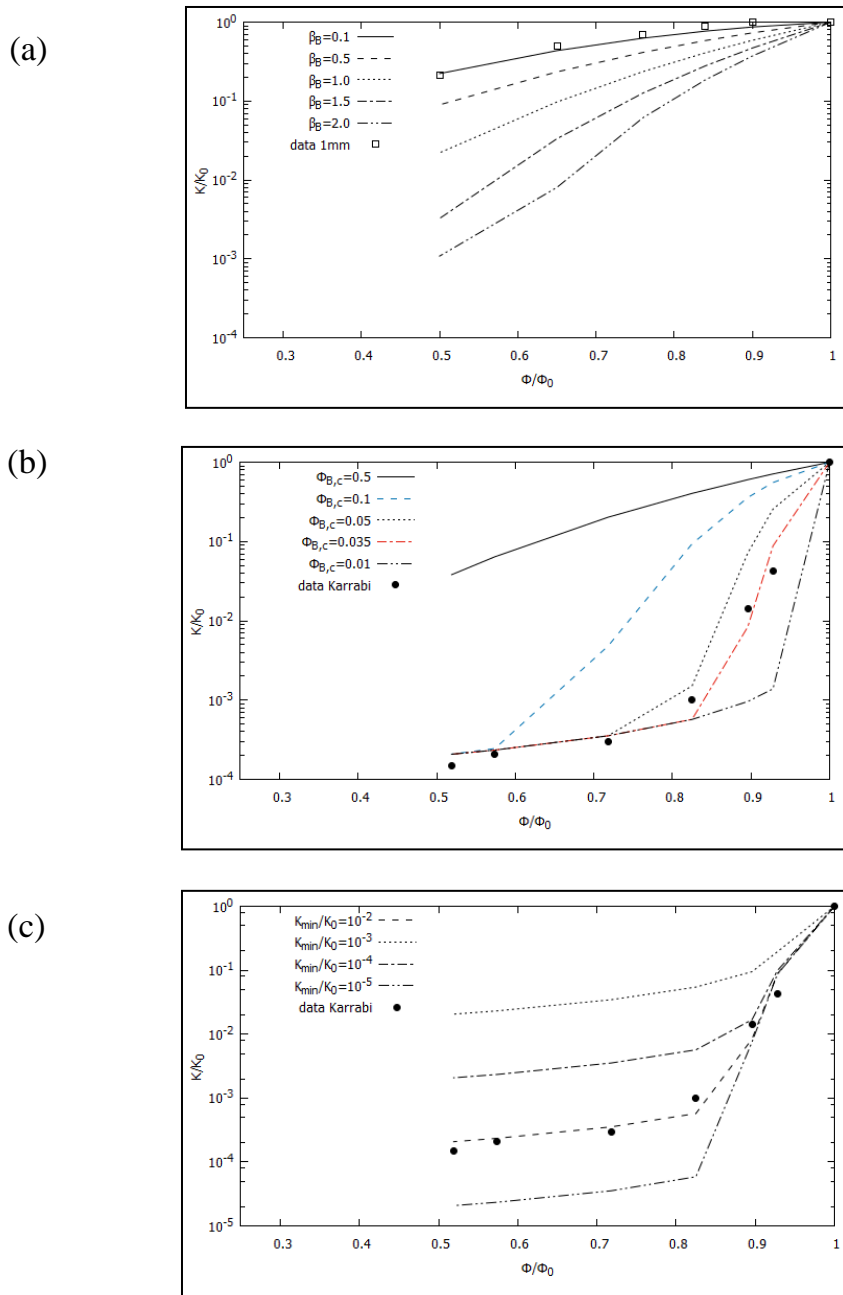 (a)
10⁰
10⁻¹
10⁻²
10⁻³
10⁻⁴
K/K₀
β_B=0.1
β_B=0.5
β_B=1.0
β_B=1.5
β_B=2.0
data 1mm
0.3 0.4 0.5 0.6 0.7 0.8 0.9 1
Φ/Φ₀
(b)
10⁰
10⁻¹
10⁻²
10⁻³
10⁻⁴
K/K₀
Φ_B,c=0.5
Φ_B,c=0.1
Φ_B,c=0.05
Φ_B,c=0.035
Φ_B,c=0.01
data Karrabi
0.3 0.4 0.5 0.6 0.7 0.8 0.9 1
Φ/Φ₀
(c)
10⁰
10⁻¹
10⁻²
10⁻³
10⁻⁴
10⁻⁵
K/K₀
K_min/K₀=10⁻²
K_min/K₀=10⁻³
K_min/K₀=10⁻⁴
K_min/K₀=10⁻⁵
data Karrabi
0.3 0.4 0.5 0.6 0.7 0.8 0.9 1
Φ/Φ₀